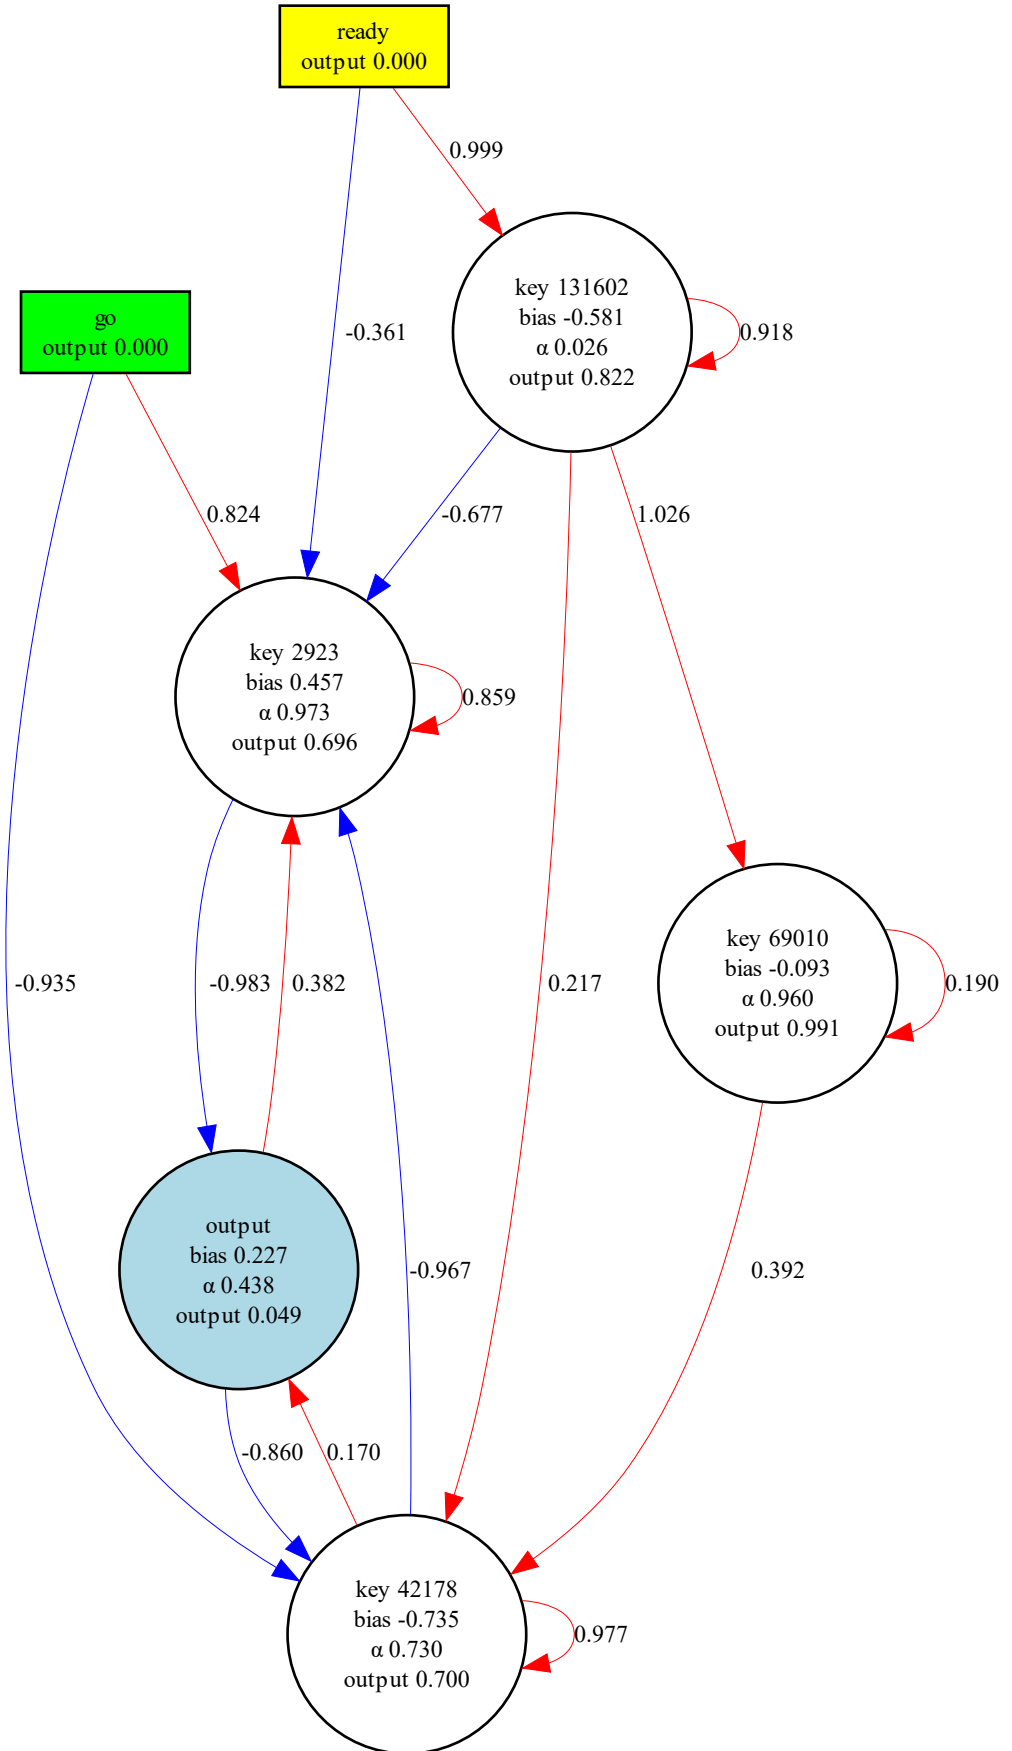 ready
output 0.000
0.999
key 131602
bias -0.581
α 0.026
output 0.822
0.918
go
output 0.000
-0.361
0.824
-0.677
1.026
key 2923
bias 0.457
α 0.973
output 0.696
0.859
key 69010
bias -0.093
α 0.960
output 0.991
0.190
-0.935
-0.983
0.382
0.217
output
bias 0.227
α 0.438
output 0.049
-0.967
0.392
-0.860
0.170
key 42178
bias -0.735
α 0.730
output 0.700
0.977